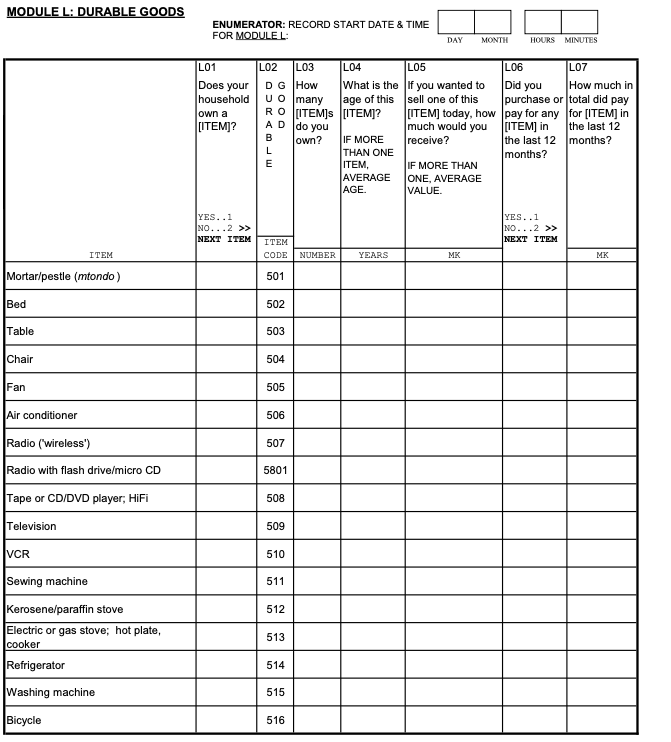 MODULE L: DURABLE GOODS
ENUMERATOR: RECORD START DATE & TIME
FOR MODULE L:
DAY MONTH HOURS MINUTES
L01
Does your
household
own a
[ITEM]?
YES..1
NO...2 >>
NEXT ITEM
L02
DURABLE
GOOD
ITEM
CODE
L03
How
many
[ITEM]s
do you
own?
NUMBER
L04
What is the
age of this
[ITEM]?
IF MORE
THAN ONE
ITEM,
AVERAGE
AGE.
YEARS
L05
If you wanted to
sell one of this
[ITEM] today, how
much would you
receive?
IF MORE THAN
ONE, AVERAGE
VALUE.
MK
L06
Did you
purchase or
pay for any
[ITEM] in
the last 12
months?
YES..1
NO...2 >>
NEXT ITEM
L07
How much in
total did pay
for [ITEM] in
the last 12
months?
MK
ITEM
Mortar/pestle (mtondo) 501
Bed 502
Table 503
Chair 504
Fan 505
Air conditioner 506
Radio ('wireless') 507
Radio with flash drive/micro CD 5801
Tape or CD/DVD player; HiFi 508
Television 509
VCR 510
Sewing machine 511
Kerosene/paraffin stove 512
Electric or gas stove; hot plate,
cooker 513
Refrigerator 514
Washing machine 515
Bicycle 516